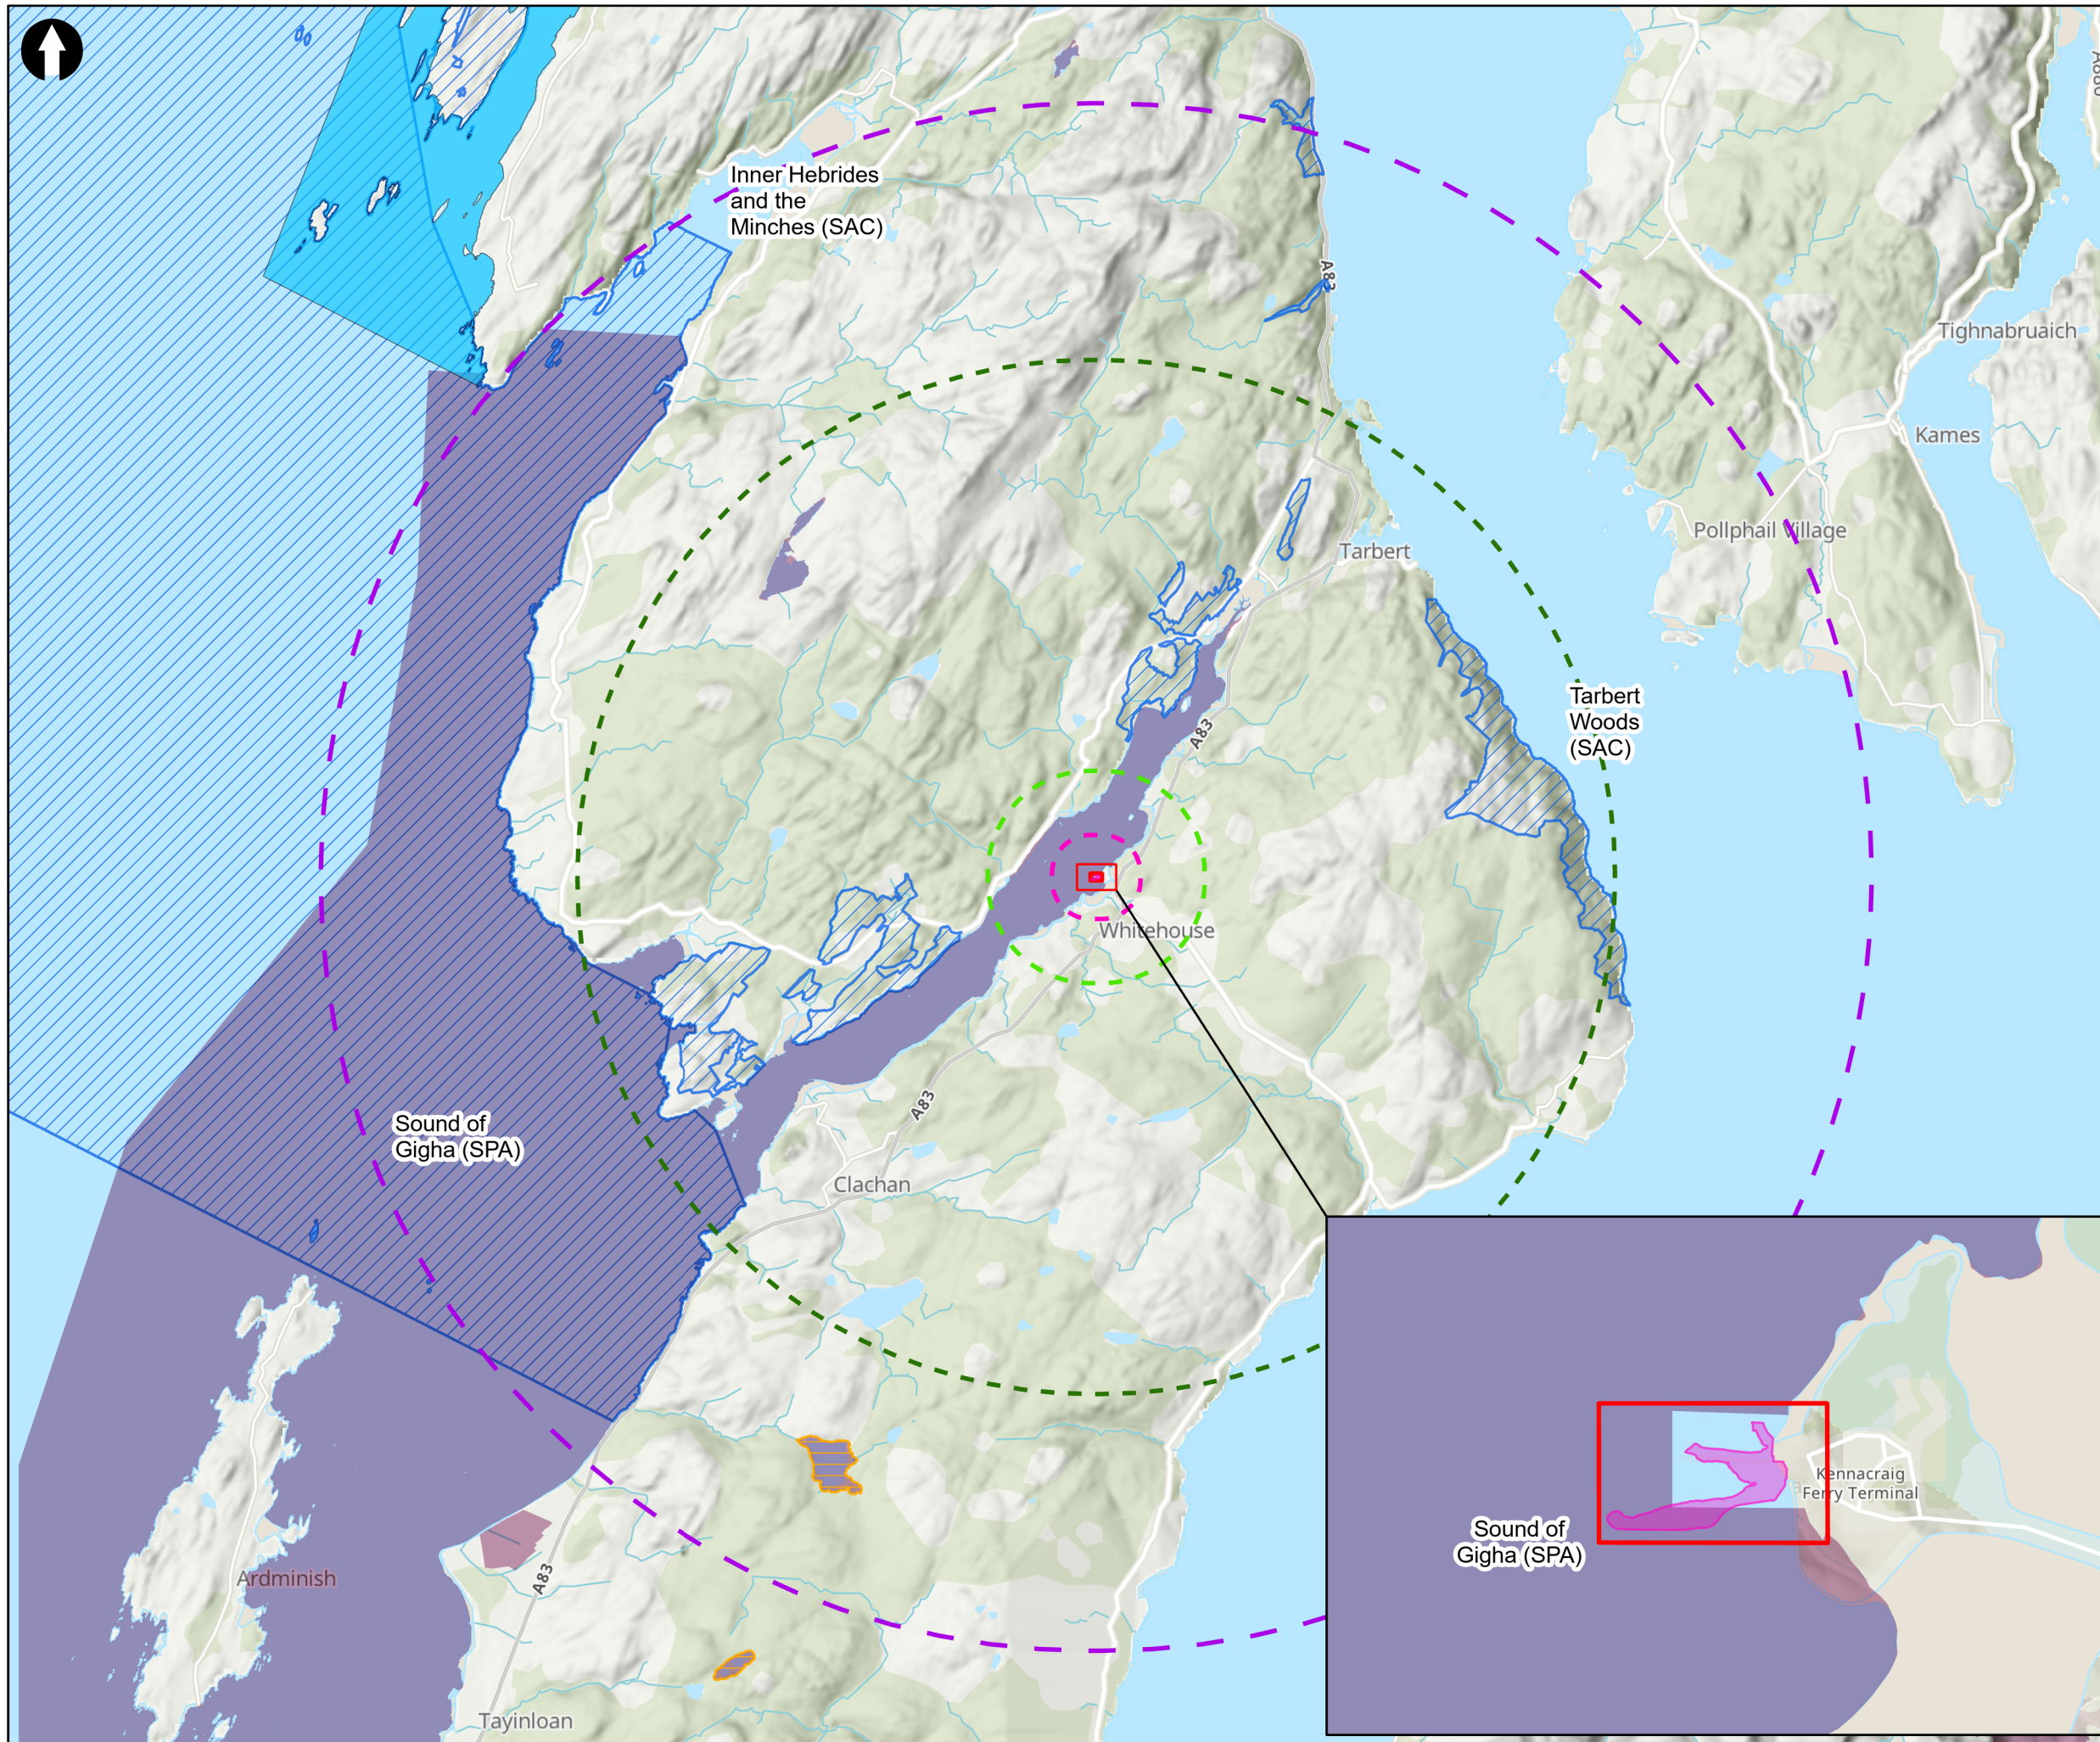 Inner Hebrides
and the
Minches (SAC)
A83
Tighnabruaich
Kames
Pollphail Village
Tarbert
Tarbert
Woods
(SAC)
A83
Whitehouse
A83
Sound of
Gigha (SPA)
Clachan
Kennacraig
Ferry Terminal
Sound of
Gigha (SPA)
A83
Ardminish
Tayinloan